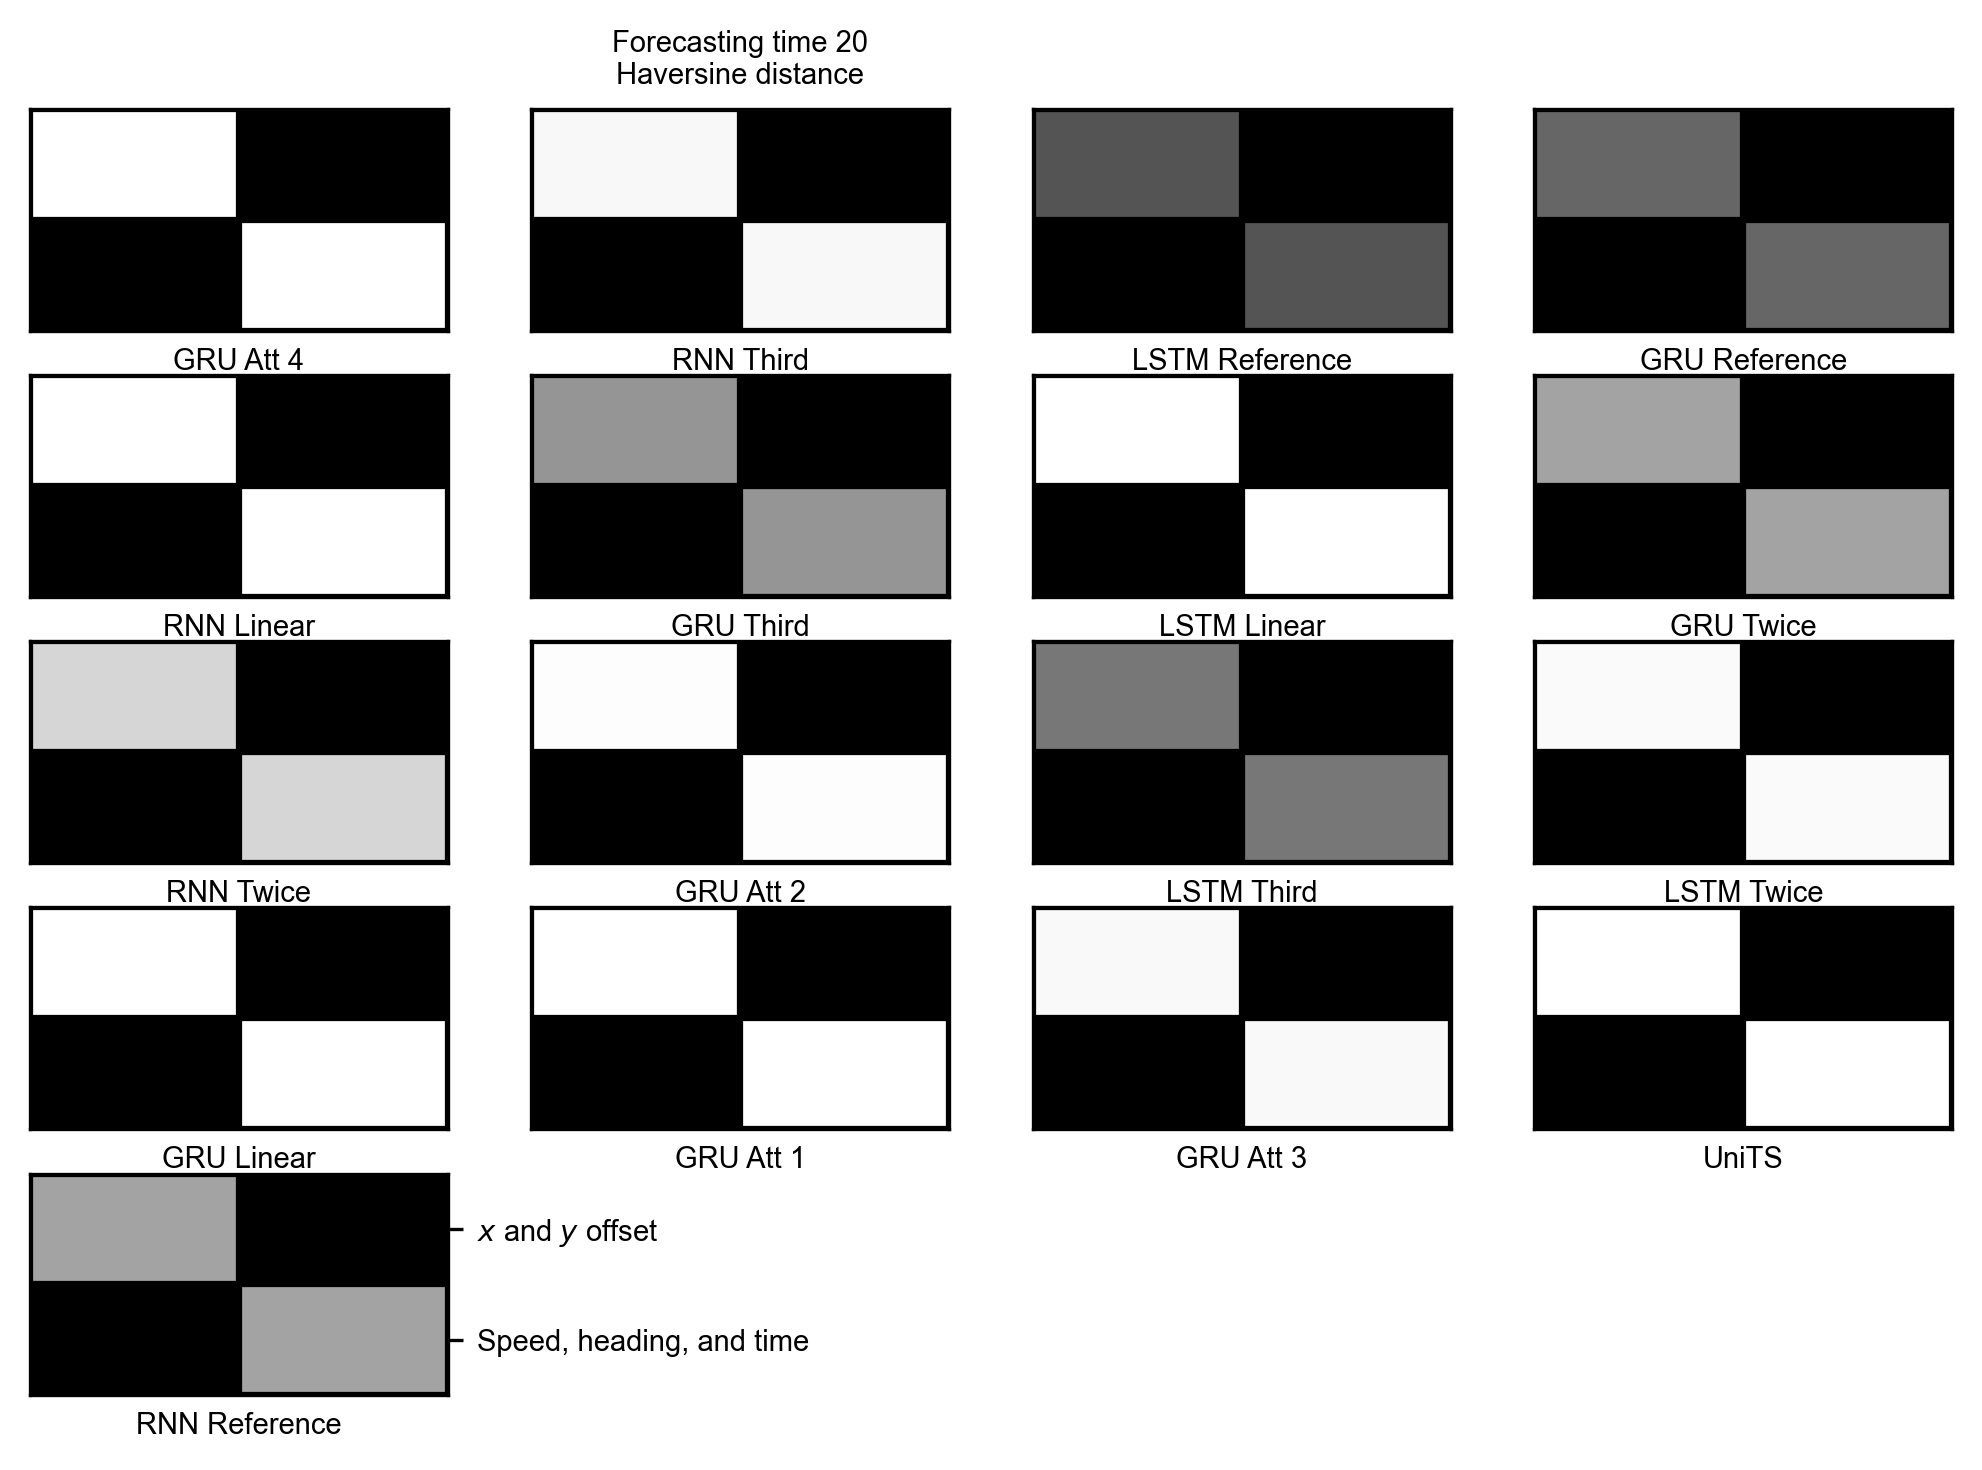 Forecasting time 20
Haversine distance
GRU Att 4
RNN Third
LSTM Reference
GRU Reference
RNN Linear
GRU Third
LSTM Linear
GRU Twice
RNN Twice
GRU Att 2
LSTM Third
LSTM Twice
GRU Linear
GRU Att 1
GRU Att 3
UniTS
x and y offset
Speed, heading, and time
RNN Reference